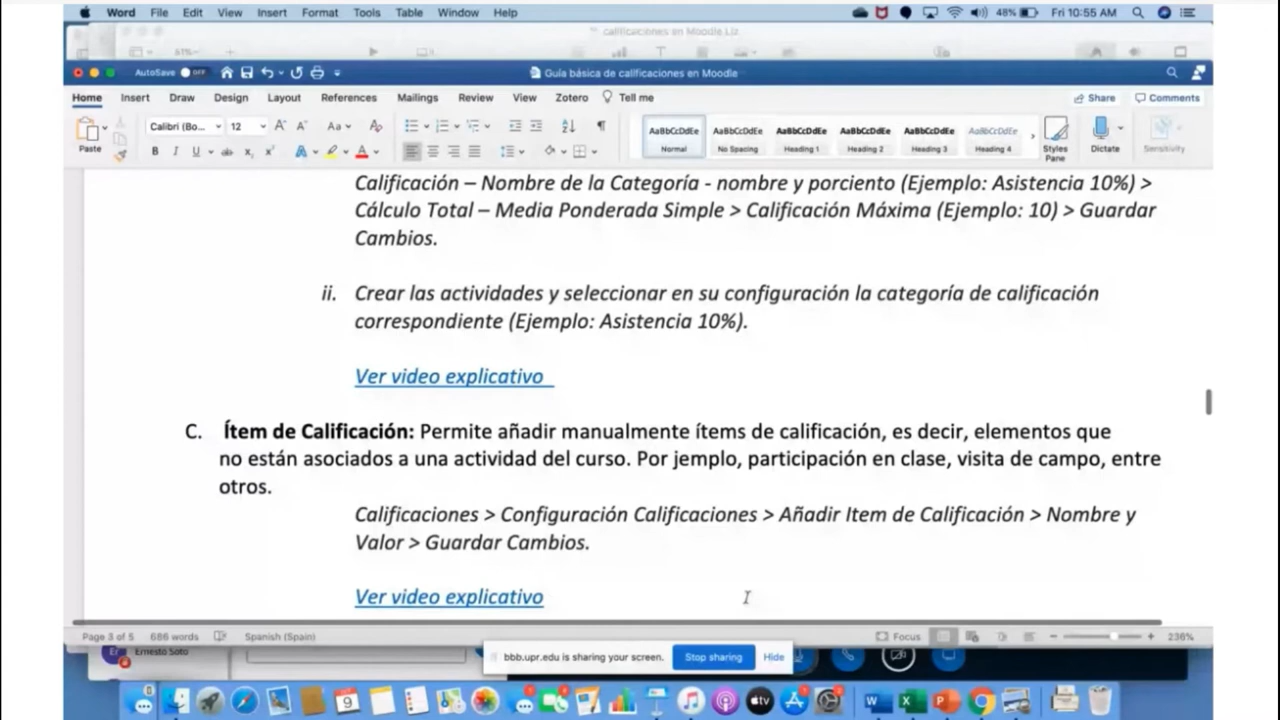 Word File Edit View Insert Format Tools Table Window Help 48% Fri 10:55 AM
calificaciones en Moodle Liz
AutoSave OFF Guía básica de calificaciones en Moodle
Home Insert Draw Design Layout References Mailings Review View Zotero Tell me Share Comments
Calibri (Bo... 12
AaBbCcDdEe AaBbCcDdEe AaBbCcDdEe AaBbCcDdEe AaBbCcDdEe AaBbCcDdEe
Paste Normal No Spacing Heading 1 Heading 2 Heading 3 Heading 4 Styles Pane Dictate Sensitivity
Calificación – Nombre de la Categoría - nombre y porciento (Ejemplo: Asistencia 10%) >
Cálculo Total – Media Ponderada Simple > Calificación Máxima (Ejemplo: 10) > Guardar
Cambios.
ii. Crear las actividades y seleccionar en su configuración la categoría de calificación
correspondiente (Ejemplo: Asistencia 10%).
Ver video explicativo
C. Ítem de Calificación: Permite añadir manualmente ítems de calificación, es decir, elementos que
no están asociados a una actividad del curso. Por jemplo, participación en clase, visita de campo, entre
otros.
Calificaciones > Configuración Calificaciones > Añadir Item de Calificación > Nombre y
Valor > Guardar Cambios.
Ver video explicativo
Page 3 of 5 686 words Spanish (Spain) Focus 236%
Ernesto Soto
bbb.upr.edu is sharing your screen. Stop sharing Hide